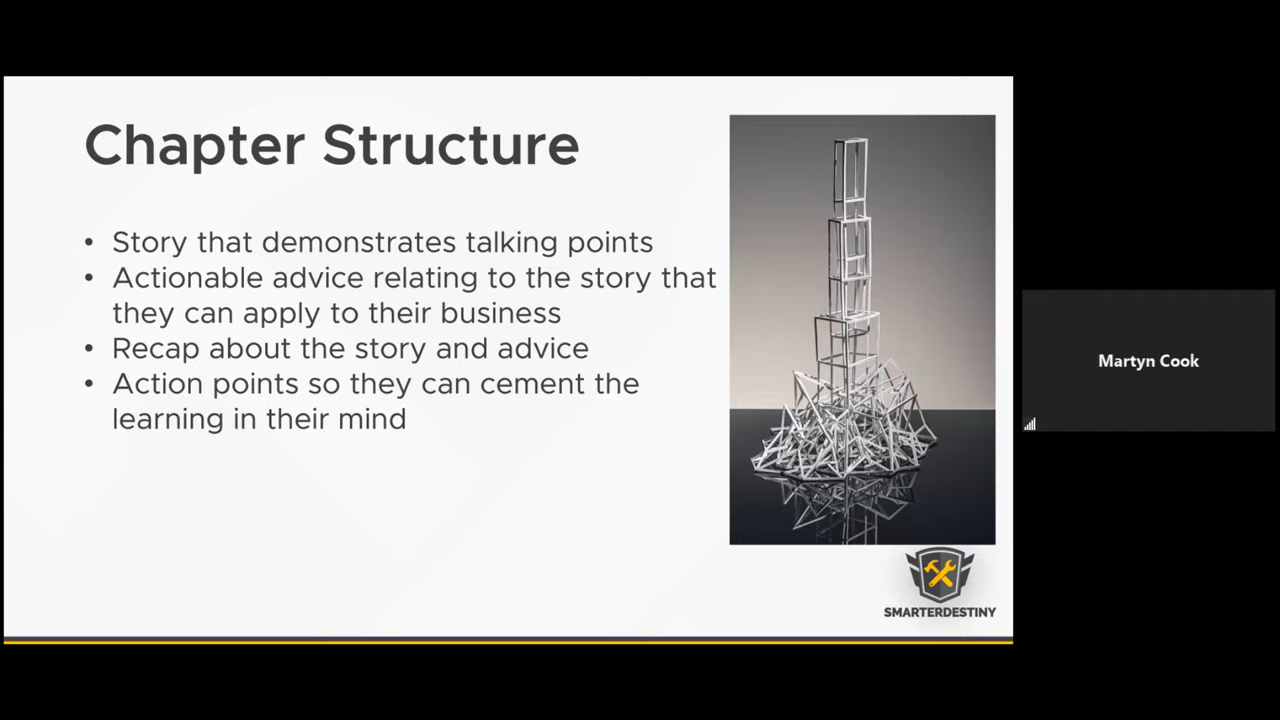 Chapter Structure
• Story that demonstrates talking points
• Actionable advice relating to the story that
they can apply to their business
• Recap about the story and advice
• Action points so they can cement the
learning in their mind
SMARTERDESTINY
Martyn Cook